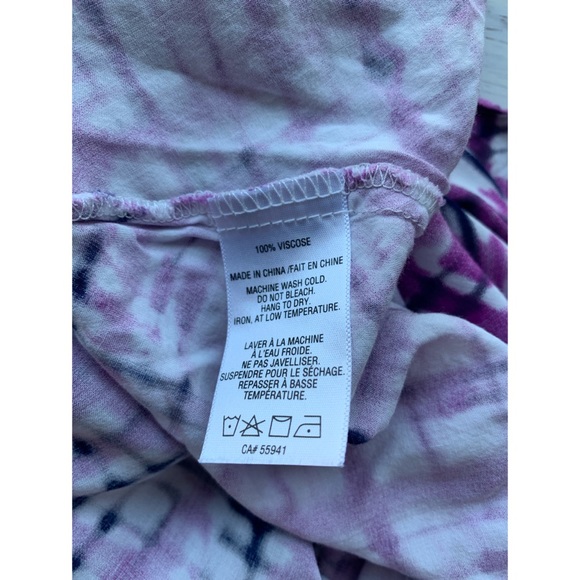 100% VISCOSE
MADE IN CHINA /FAIT EN CHINE
MACHINE WASH COLD.
DO NOT BLEACH.
HANG TO DRY.
IRON, AT LOW TEMPERATURE.
LAVER À LA MACHINE
À L'EAU FROIDE.
NE PAS JAVELLISER.
SUSPENDRE POUR LE SÉCHAGE.
REPASSER À BASSE
TEMPÉRATURE.
CA# 55941